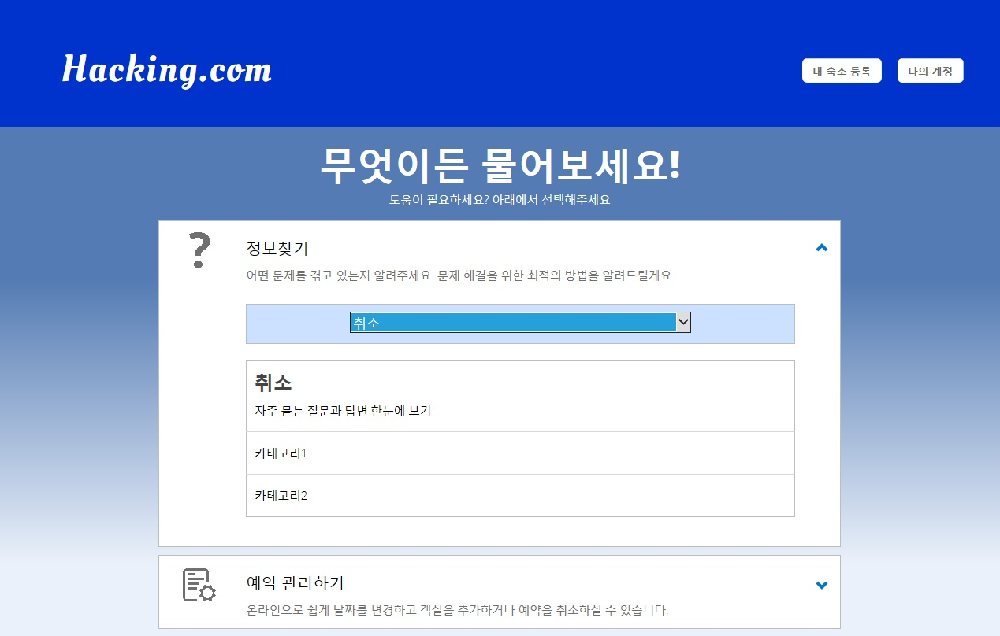 Hacking.com
내 숙소 등록
나의 계정
무엇이든 물어보세요!
도움이 필요하세요? 아래에서 선택해주세요
?
정보찾기
어떤 문제를 겪고 있는지 알려주세요. 문제 해결을 위한 최적의 방법을 알려드릴게요.
취소
취소
자주 묻는 질문과 답변 한눈에 보기
카테고리1
카테고리2
예약 관리하기
온라인으로 쉽게 날짜를 변경하고 객실을 추가하거나 예약을 취소하실 수 있습니다.